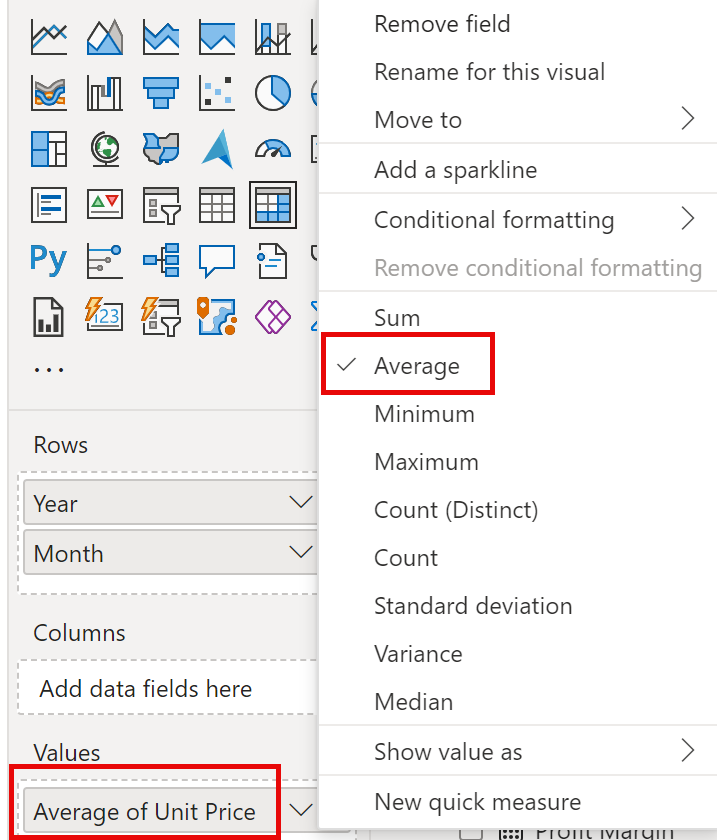 Py
123
...
Rows
Year
Month
Columns
Add data fields here
Values
Average of Unit Price
Remove field
Rename for this visual
Move to
Add a sparkline
Conditional formatting
Remove conditional formatting
Sum
Average
Minimum
Maximum
Count (Distinct)
Count
Standard deviation
Variance
Median
Show value as
New quick measure
Profit Margin